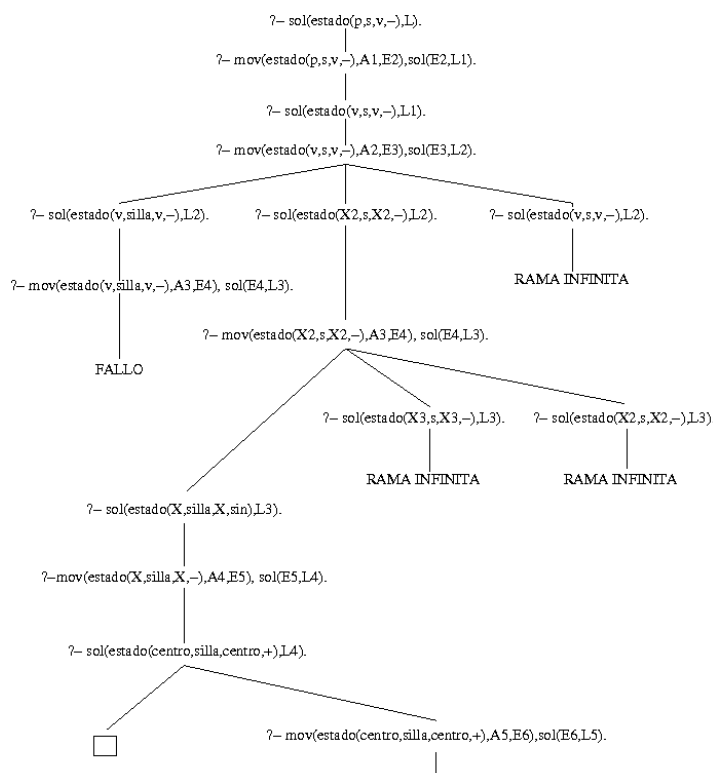 ?– sol(estado(p,s,v,–),L).
?– mov(estado(p,s,v,–),A1,E2),sol(E2,L1).
?– sol(estado(v,s,v,–),L1).
?– mov(estado(v,s,v,–),A2,E3),sol(E3,L2).
?– sol(estado(v,silla,v,–),L2).
?– sol(estado(X2,s,X2,–),L2).
?– sol(estado(v,s,v,–),L2).
RAMA INFINITA
?– mov(estado(v,silla,v,–),A3,E4), sol(E4,L3).
?– mov(estado(X2,s,X2,–),A3,E4), sol(E4,L3).
FALLO
?– sol(estado(X3,s,X3,–),L3).
?– sol(estado(X2,s,X2,–),L3)
RAMA INFINITA
RAMA INFINITA
?– sol(estado(X,silla,X,sin),L3).
?–mov(estado(X,silla,X,–),A4,E5), sol(E5,L4).
?– sol(estado(centro,silla,centro,+),L4).
?– mov(estado(centro,silla,centro,+),A5,E6),sol(E6,L5).